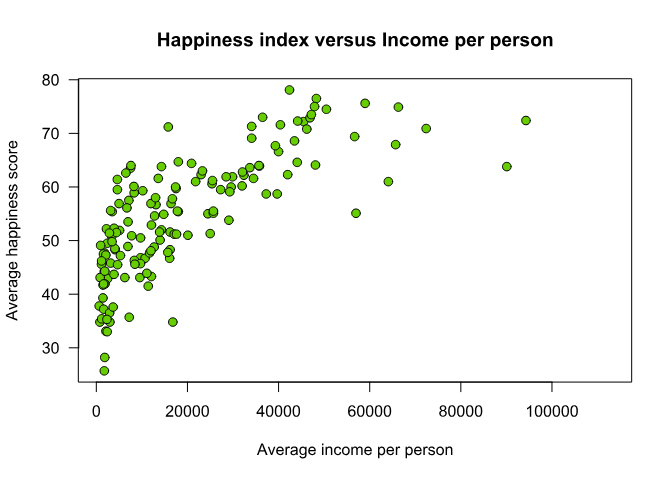 Happiness index versus Income per person
Average happiness score
80
70
60
50
40
30
0 20000 40000 60000 80000 100000
Average income per person